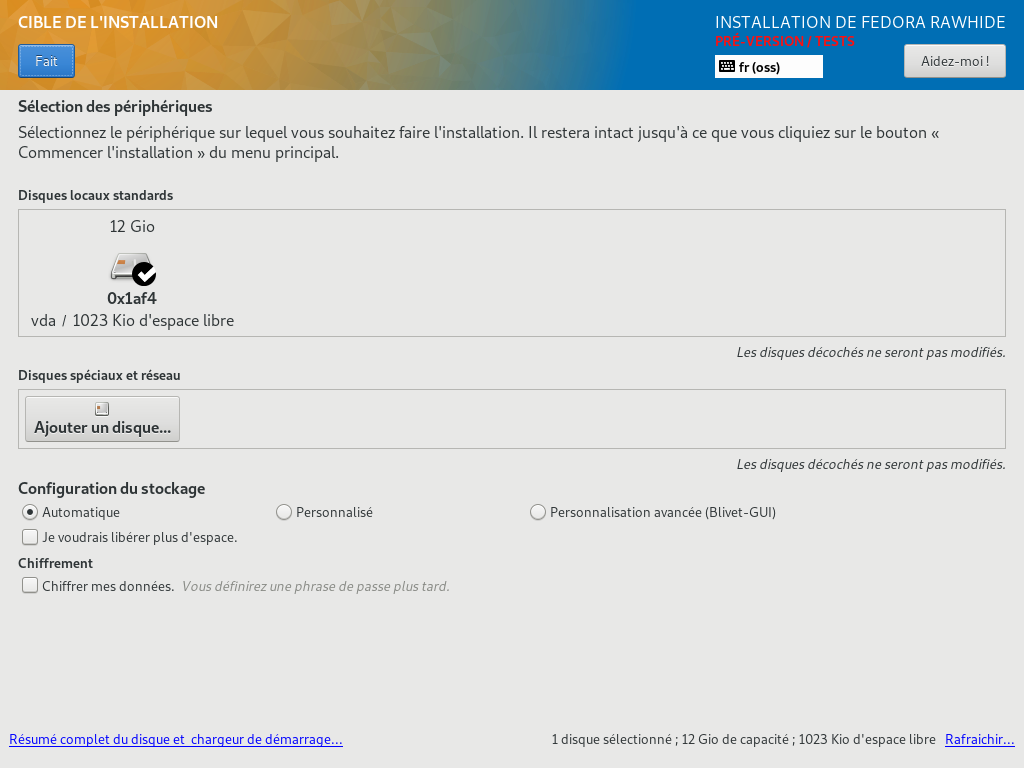 CIBLE DE L'INSTALLATION
INSTALLATION DE FEDORA RAWHIDE
PRÉ-VERSION / TESTS
Fait
fr (oss)
Aidez-moi !
Sélection des périphériques
Sélectionnez le périphérique sur lequel vous souhaitez faire l'installation. Il restera intact jusqu'à ce que vous cliquiez sur le bouton «
Commencer l'installation » du menu principal.
Disques locaux standards
12 Gio
0x1af4
vda / 1023 Kio d'espace libre
Les disques décochés ne seront pas modifiés.
Disques spéciaux et réseau
Ajouter un disque...
Les disques décochés ne seront pas modifiés.
Configuration du stockage
Automatique Personnalisé Personnalisation avancée (Blivet-GUI)
Je voudrais libérer plus d'espace.
Chiffrement
Chiffrer mes données. Vous définirez une phrase de passe plus tard.
Résumé complet du disque et  chargeur de démarrage... 1 disque sélectionné ; 12 Gio de capacité ; 1023 Kio d'espace libre Rafraichir...